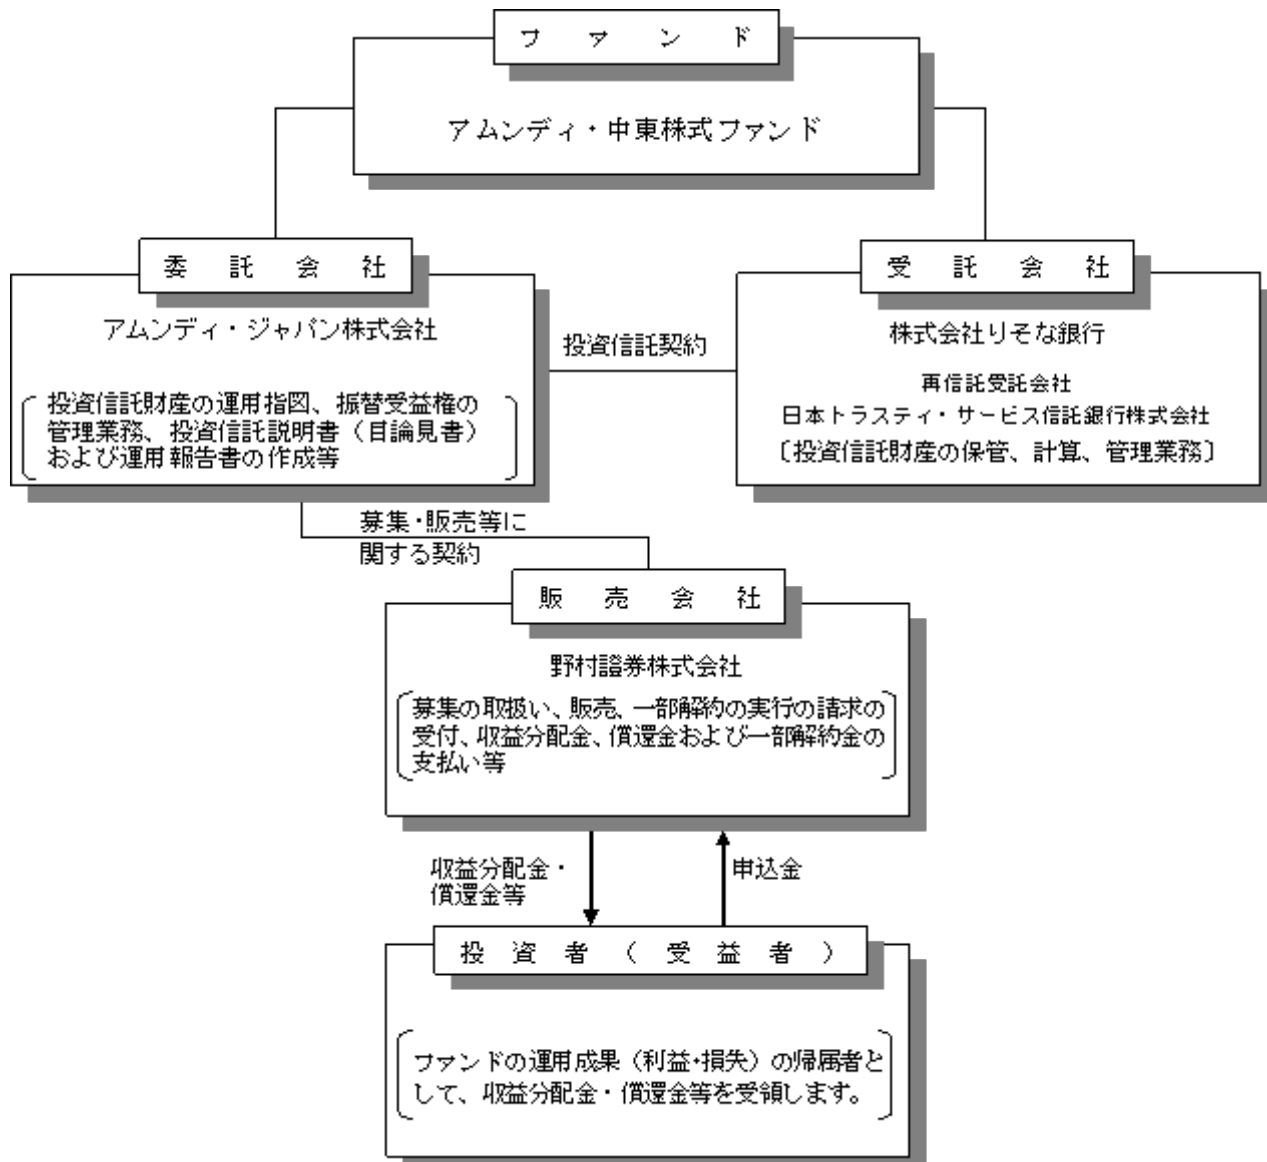 ファンド
アムンディ・中東株式ファンド
委託会社
アムンディ・ジャパン株式会社
投資信託財産の運用指図、振替受益権の
管理業務、投資信託説明書（目論見書）
および運用報告書の作成等
投資信託契約
受託会社
株式会社りそな銀行
再信託受託会社
日本トラスティ・サービス信託銀行株式会社
〔投資信託財産の保管、計算、管理業務〕
募集・販売等に
関する契約
販売会社
野村證券株式会社
募集の取扱い、販売、一部解約の実行の請求の
受付、収益分配金、償還金および一部解約金の
支払い等
収益分配金・
償還金等
申込金
投資者（受益者）
ファンドの運用成果（利益・損失）の帰属者と
して、収益分配金・償還金等を受領します。